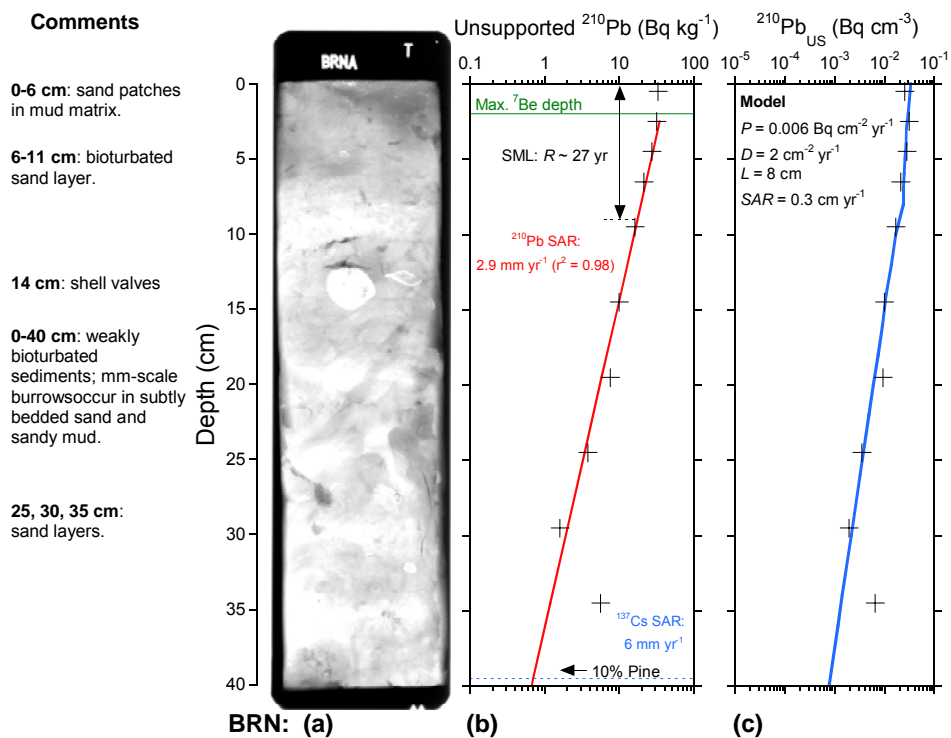 Comments
0-6 cm: sand patches
in mud matrix.
6-11 cm: bioturbated
sand layer.
14 cm: shell valves
0-40 cm: weakly
bioturbated
sediments; mm-scale
burrowsoccur in subtly
bedded sand and
sandy mud.
25, 30, 35 cm:
sand layers.
Depth (cm)
0
5
10
15
20
25
30
35
40
BRNA
T
BRN: (a)
Unsupported ²¹⁰Pb (Bq kg⁻¹)
0.1 1 10 100
Max. ⁷Be depth
SML: R ~ 27 yr
²¹⁰Pb SAR:
2.9 mm yr⁻¹ (r² = 0.98)
¹³⁷Cs SAR:
6 mm yr⁻¹
10% Pine
(b)
²¹⁰Pb_US (Bq cm⁻³)
10⁻⁵ 10⁻⁴ 10⁻³ 10⁻² 10⁻¹
Model
P = 0.006 Bq cm⁻² yr⁻¹
D = 2 cm⁻² yr⁻¹
L = 8 cm
SAR = 0.3 cm yr⁻¹
(c)